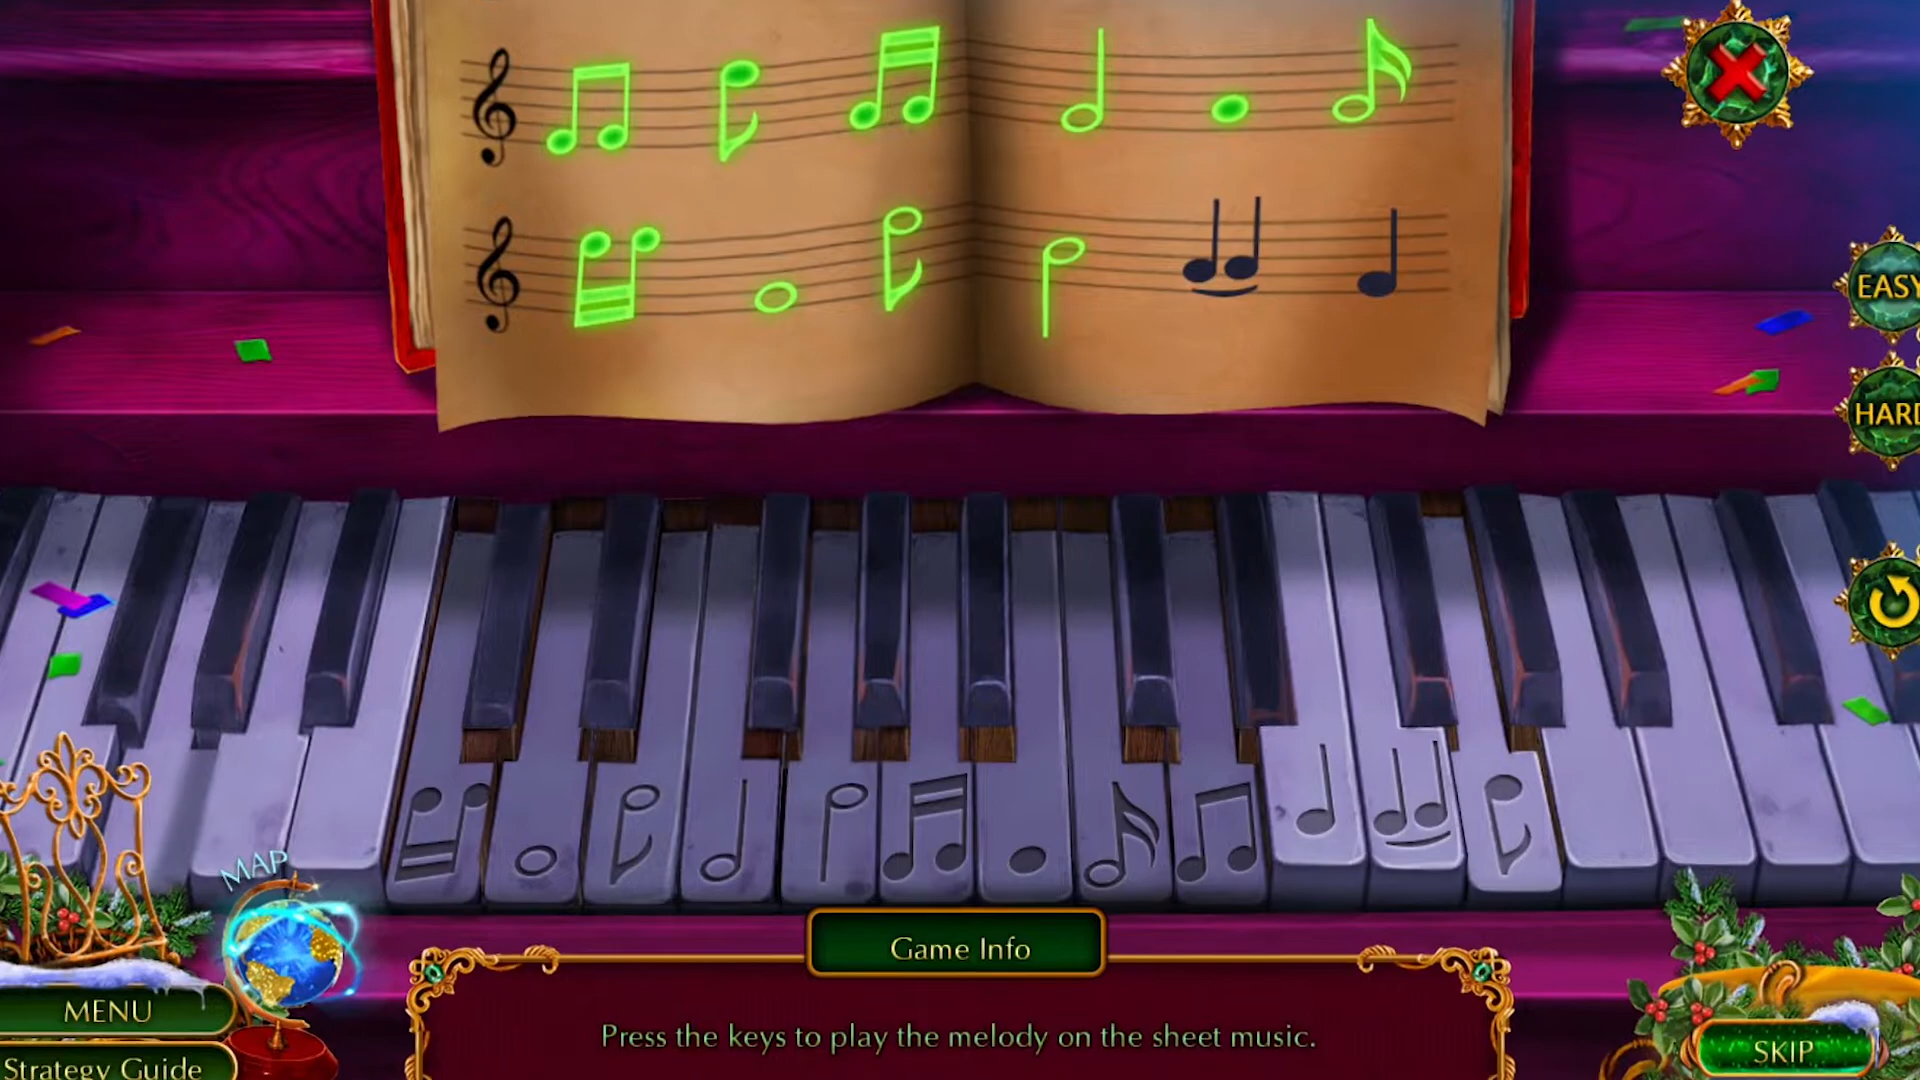 EASY
HARD
MAP
Game Info
MENU
Press the keys to play the melody on the sheet music.
SKIP
Strategy Guide